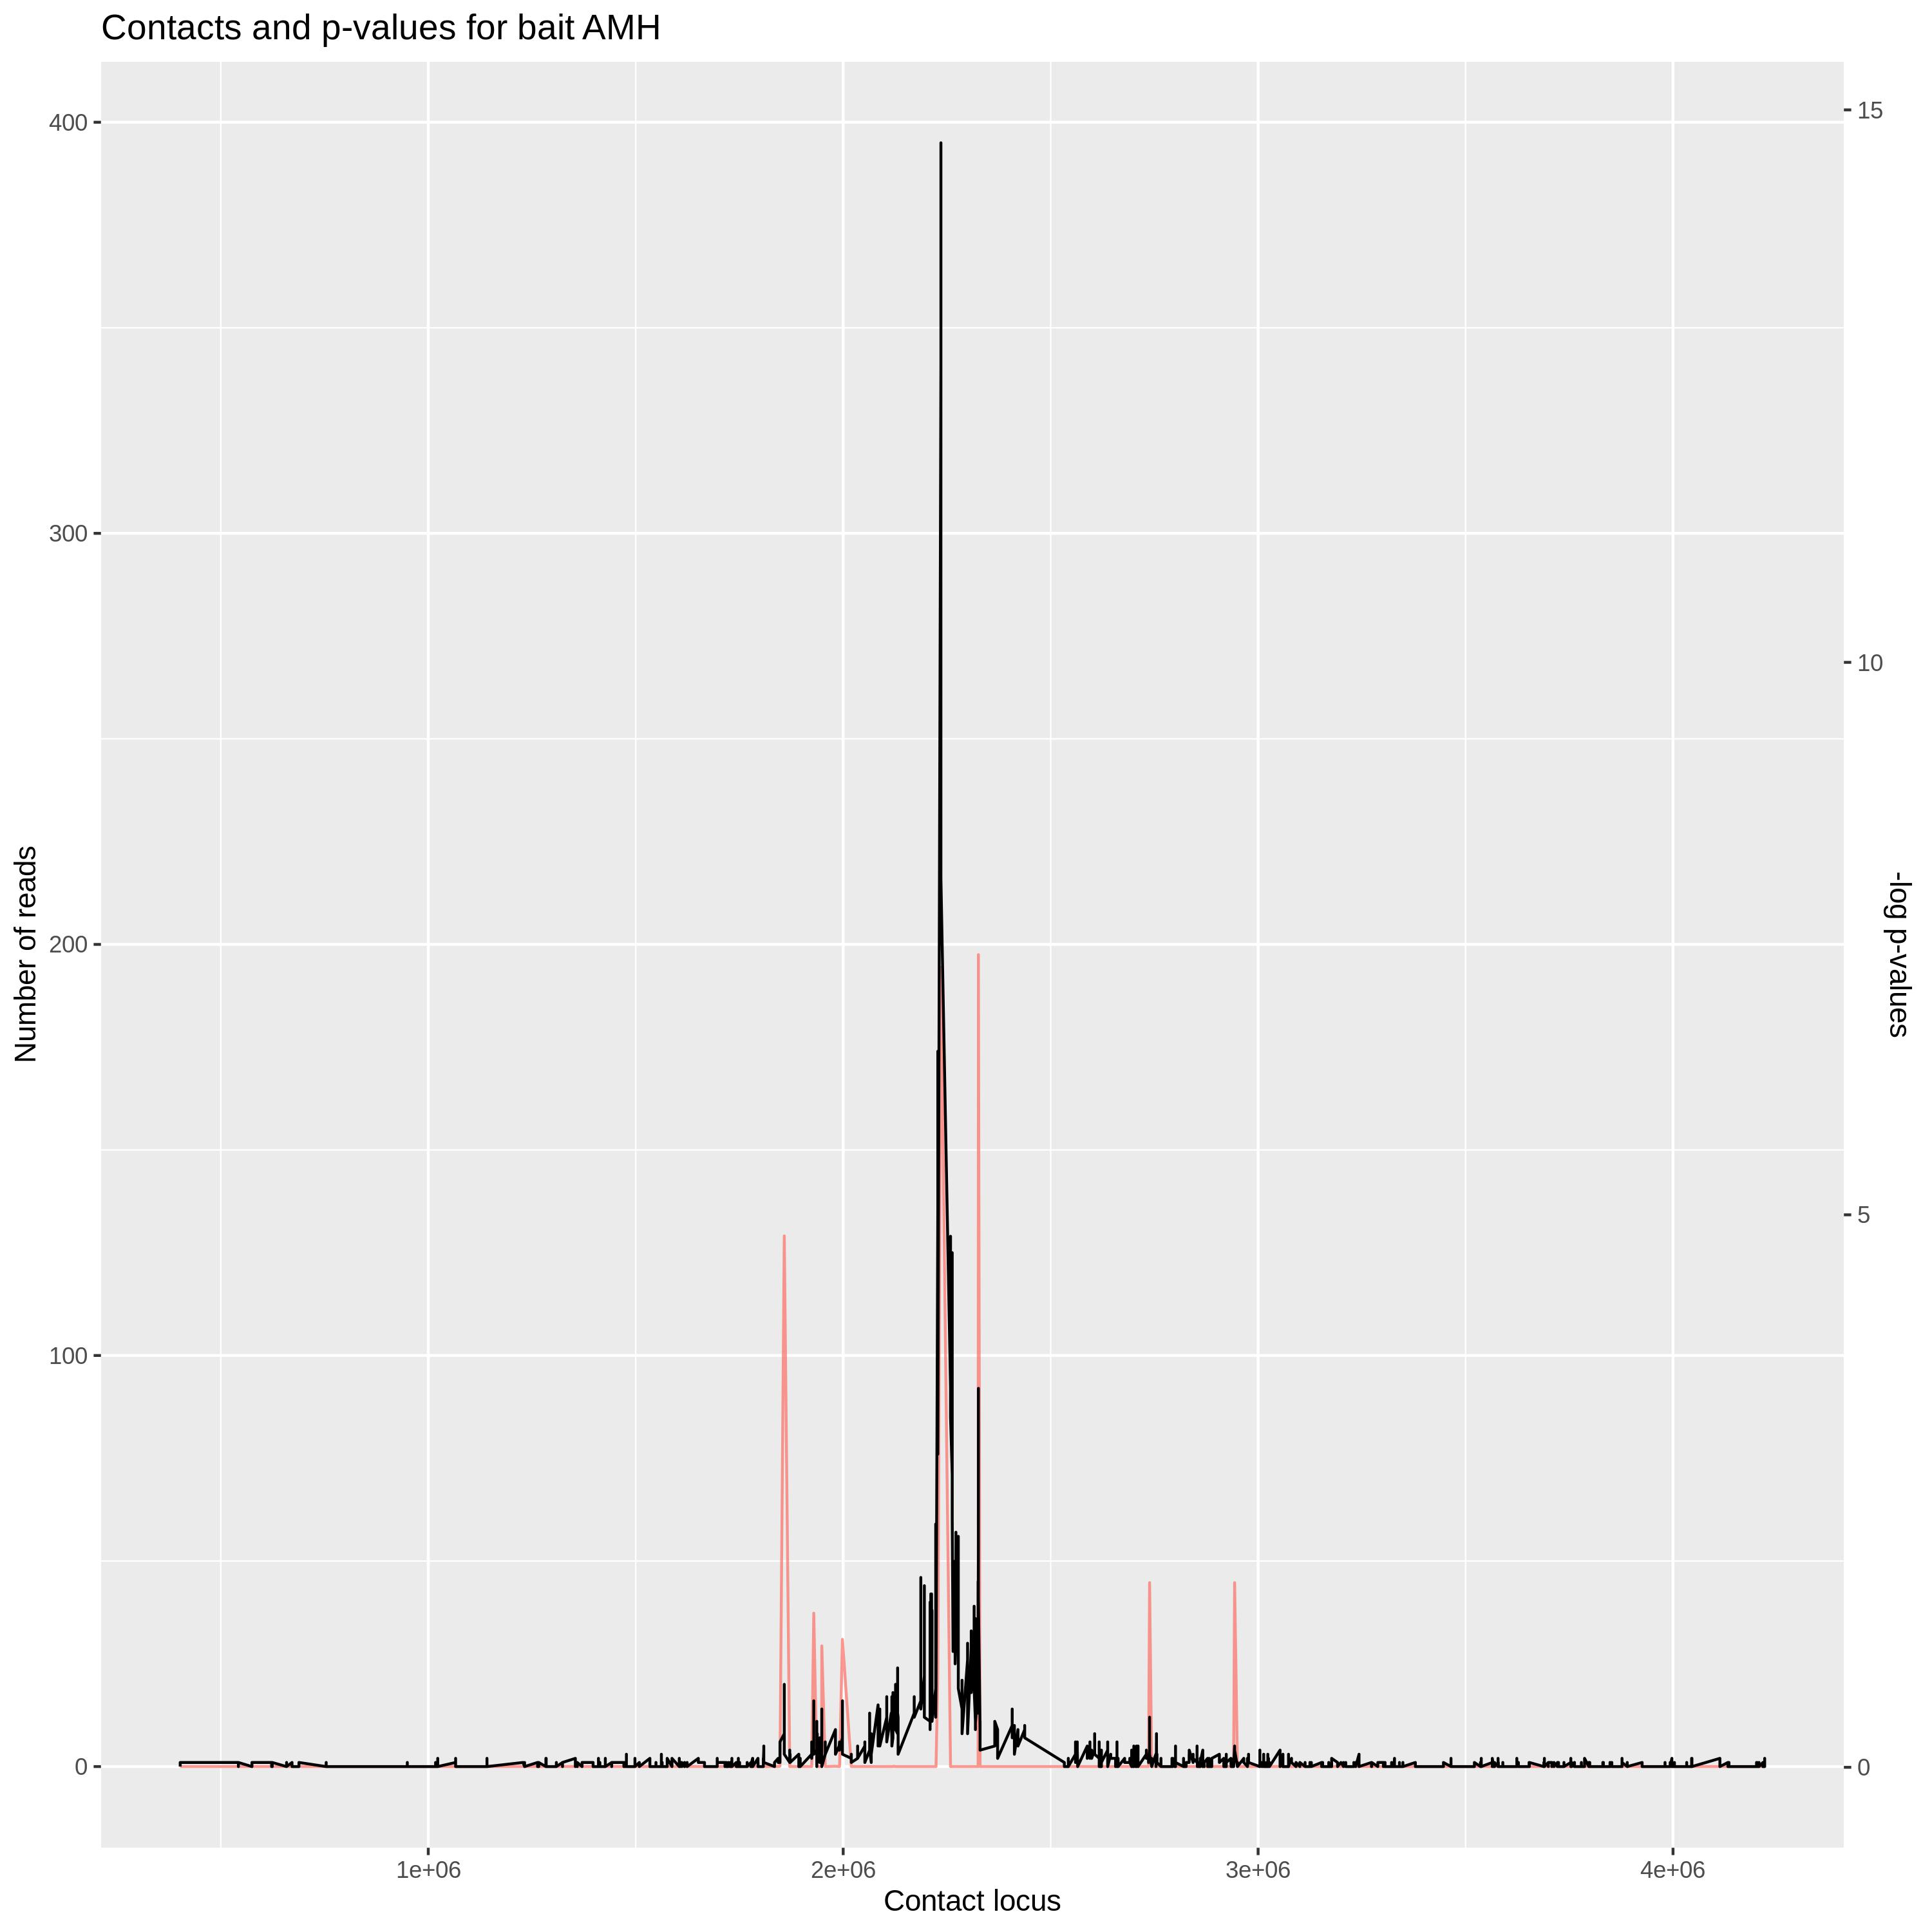 Contacts and p-values for bait AMH
400
300
200
100
0
Number of reads
15
10
5
0
-log p-values
1e+06
2e+06
3e+06
4e+06
Contact locus